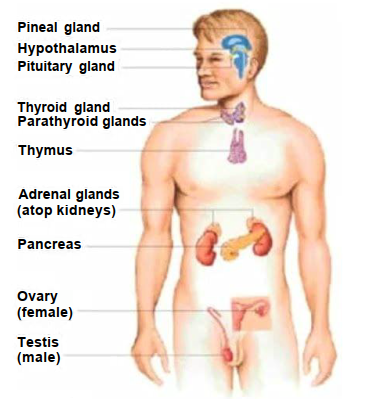 Pineal gland
Hypothalamus
Pituitary gland
Thyroid gland
Parathyroid glands
Thymus
Adrenal glands
(atop kidneys)
Pancreas
Ovary
(female)
Testis
(male)